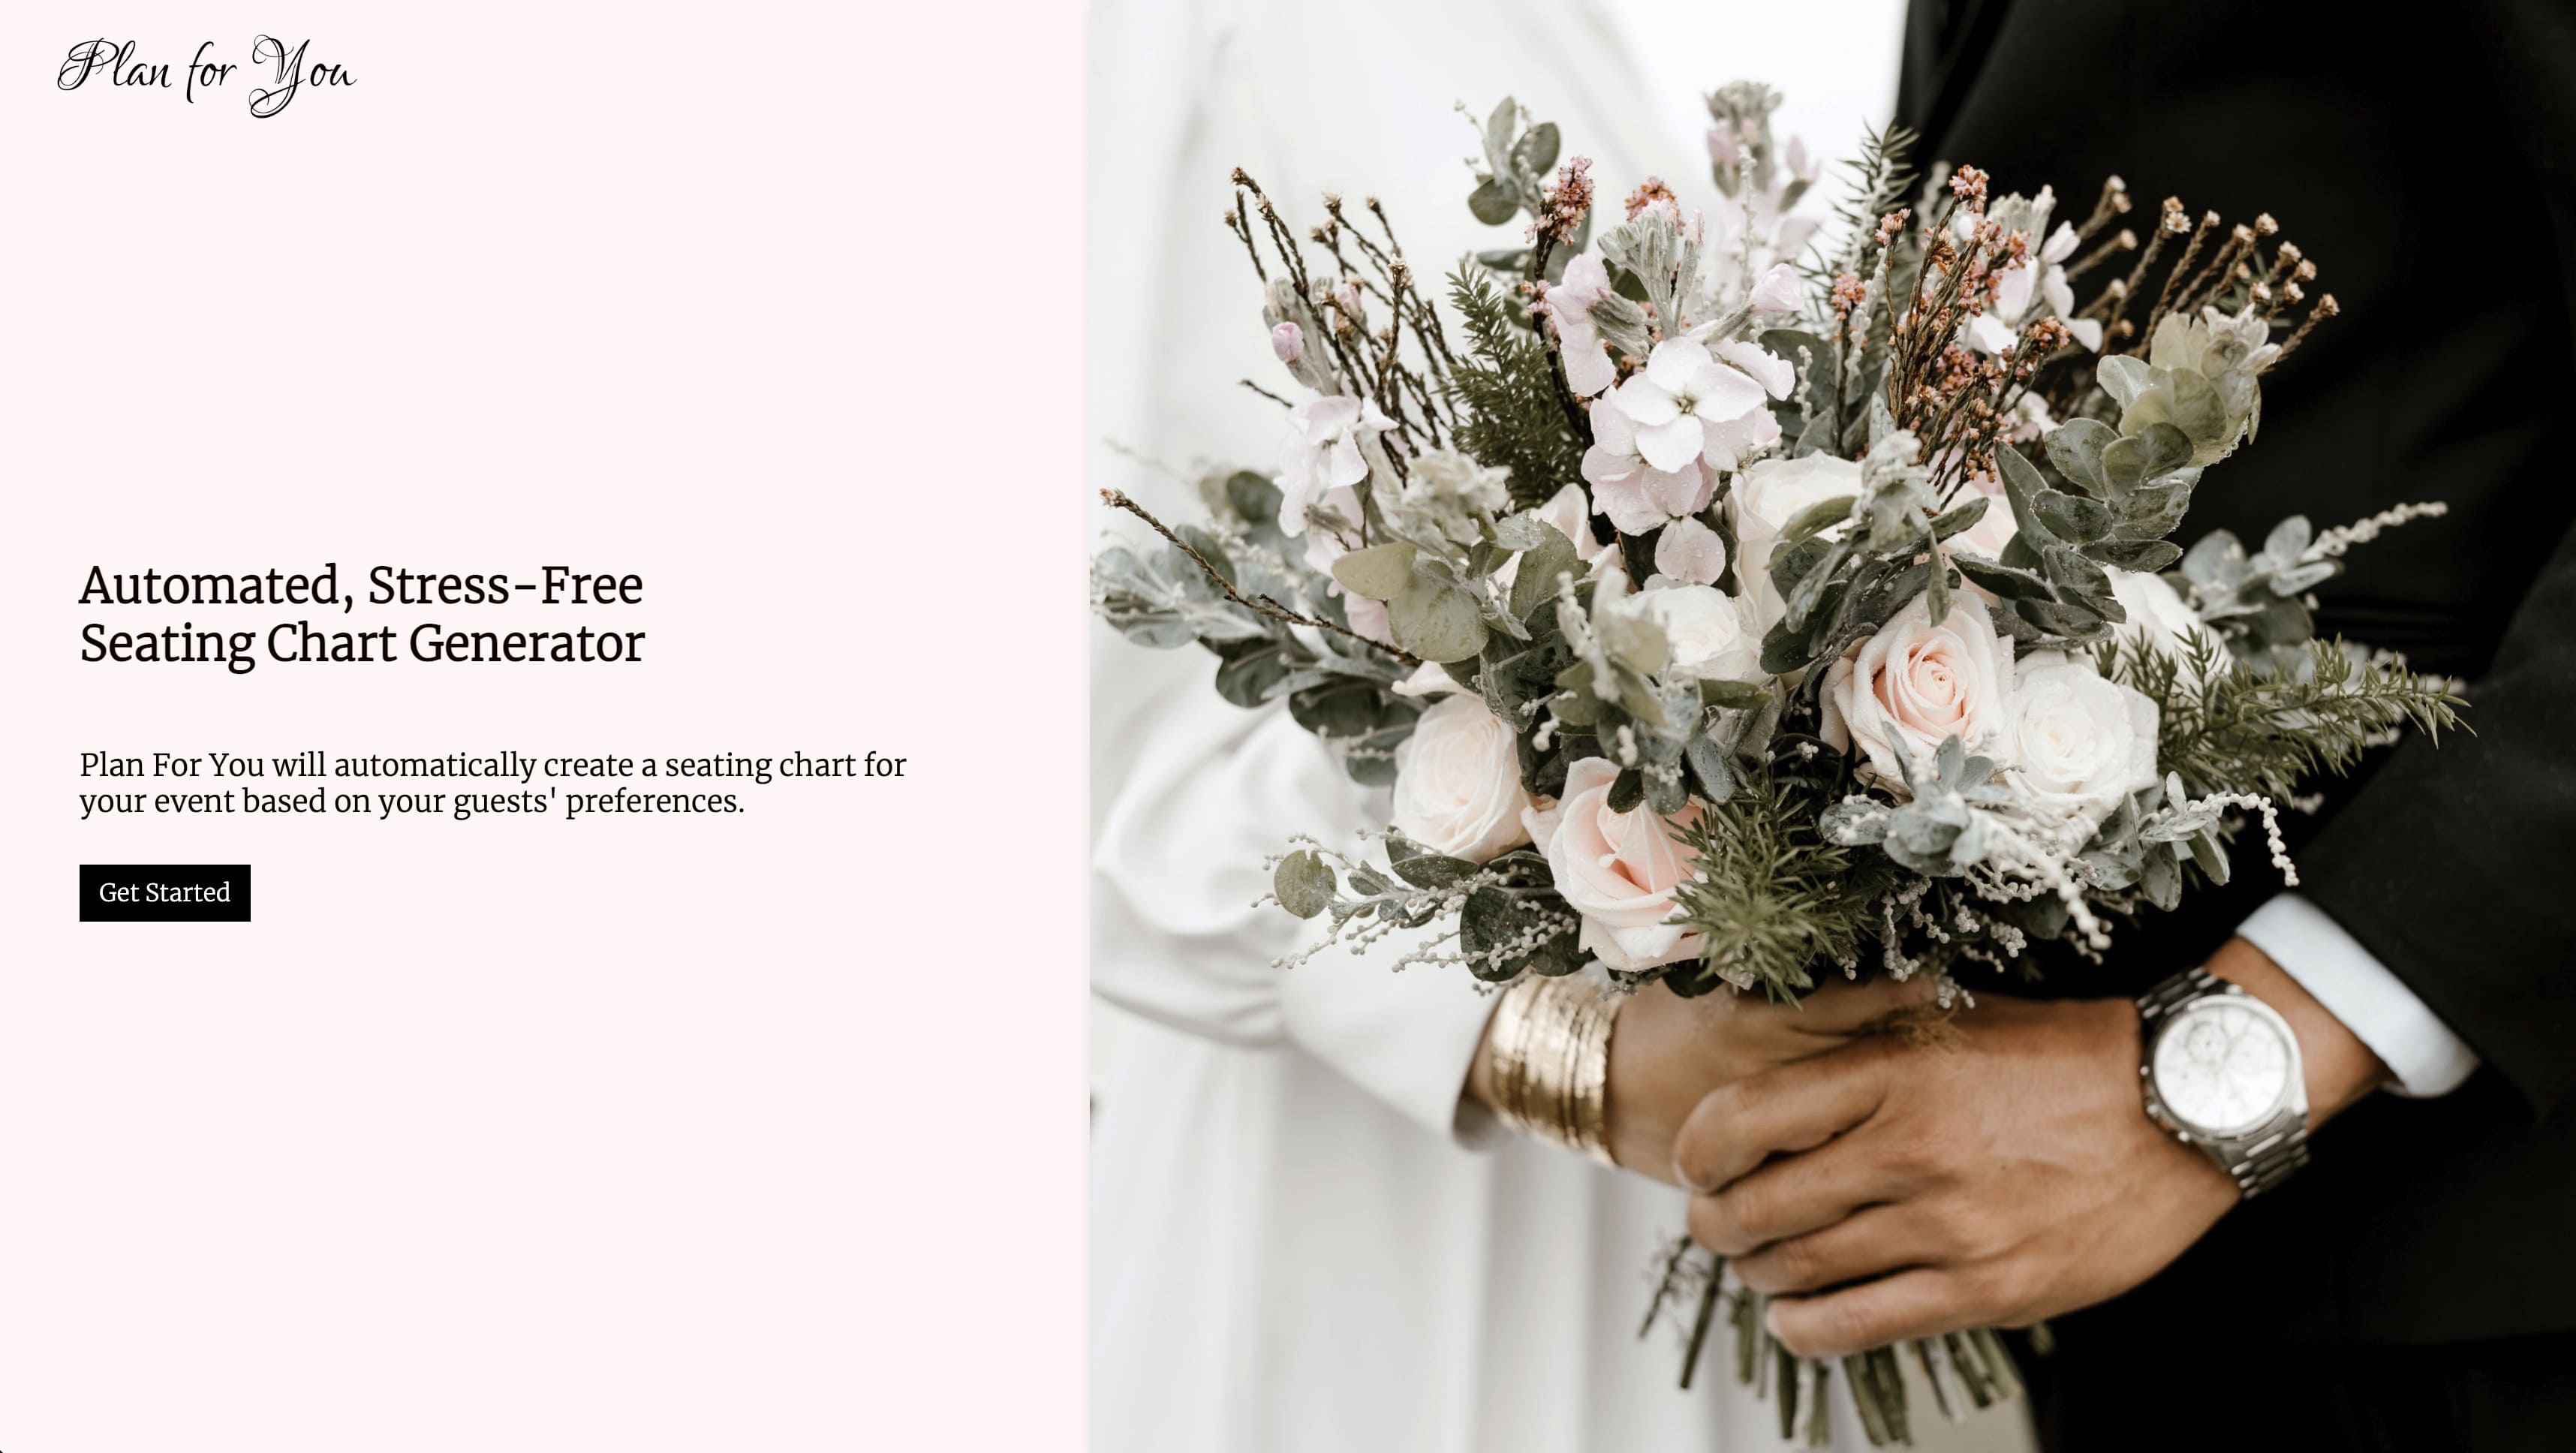 Plan for You
Automated, Stress-Free
Seating Chart Generator
Plan For You will automatically create a seating chart for
your event based on your guests' preferences.
Get Started